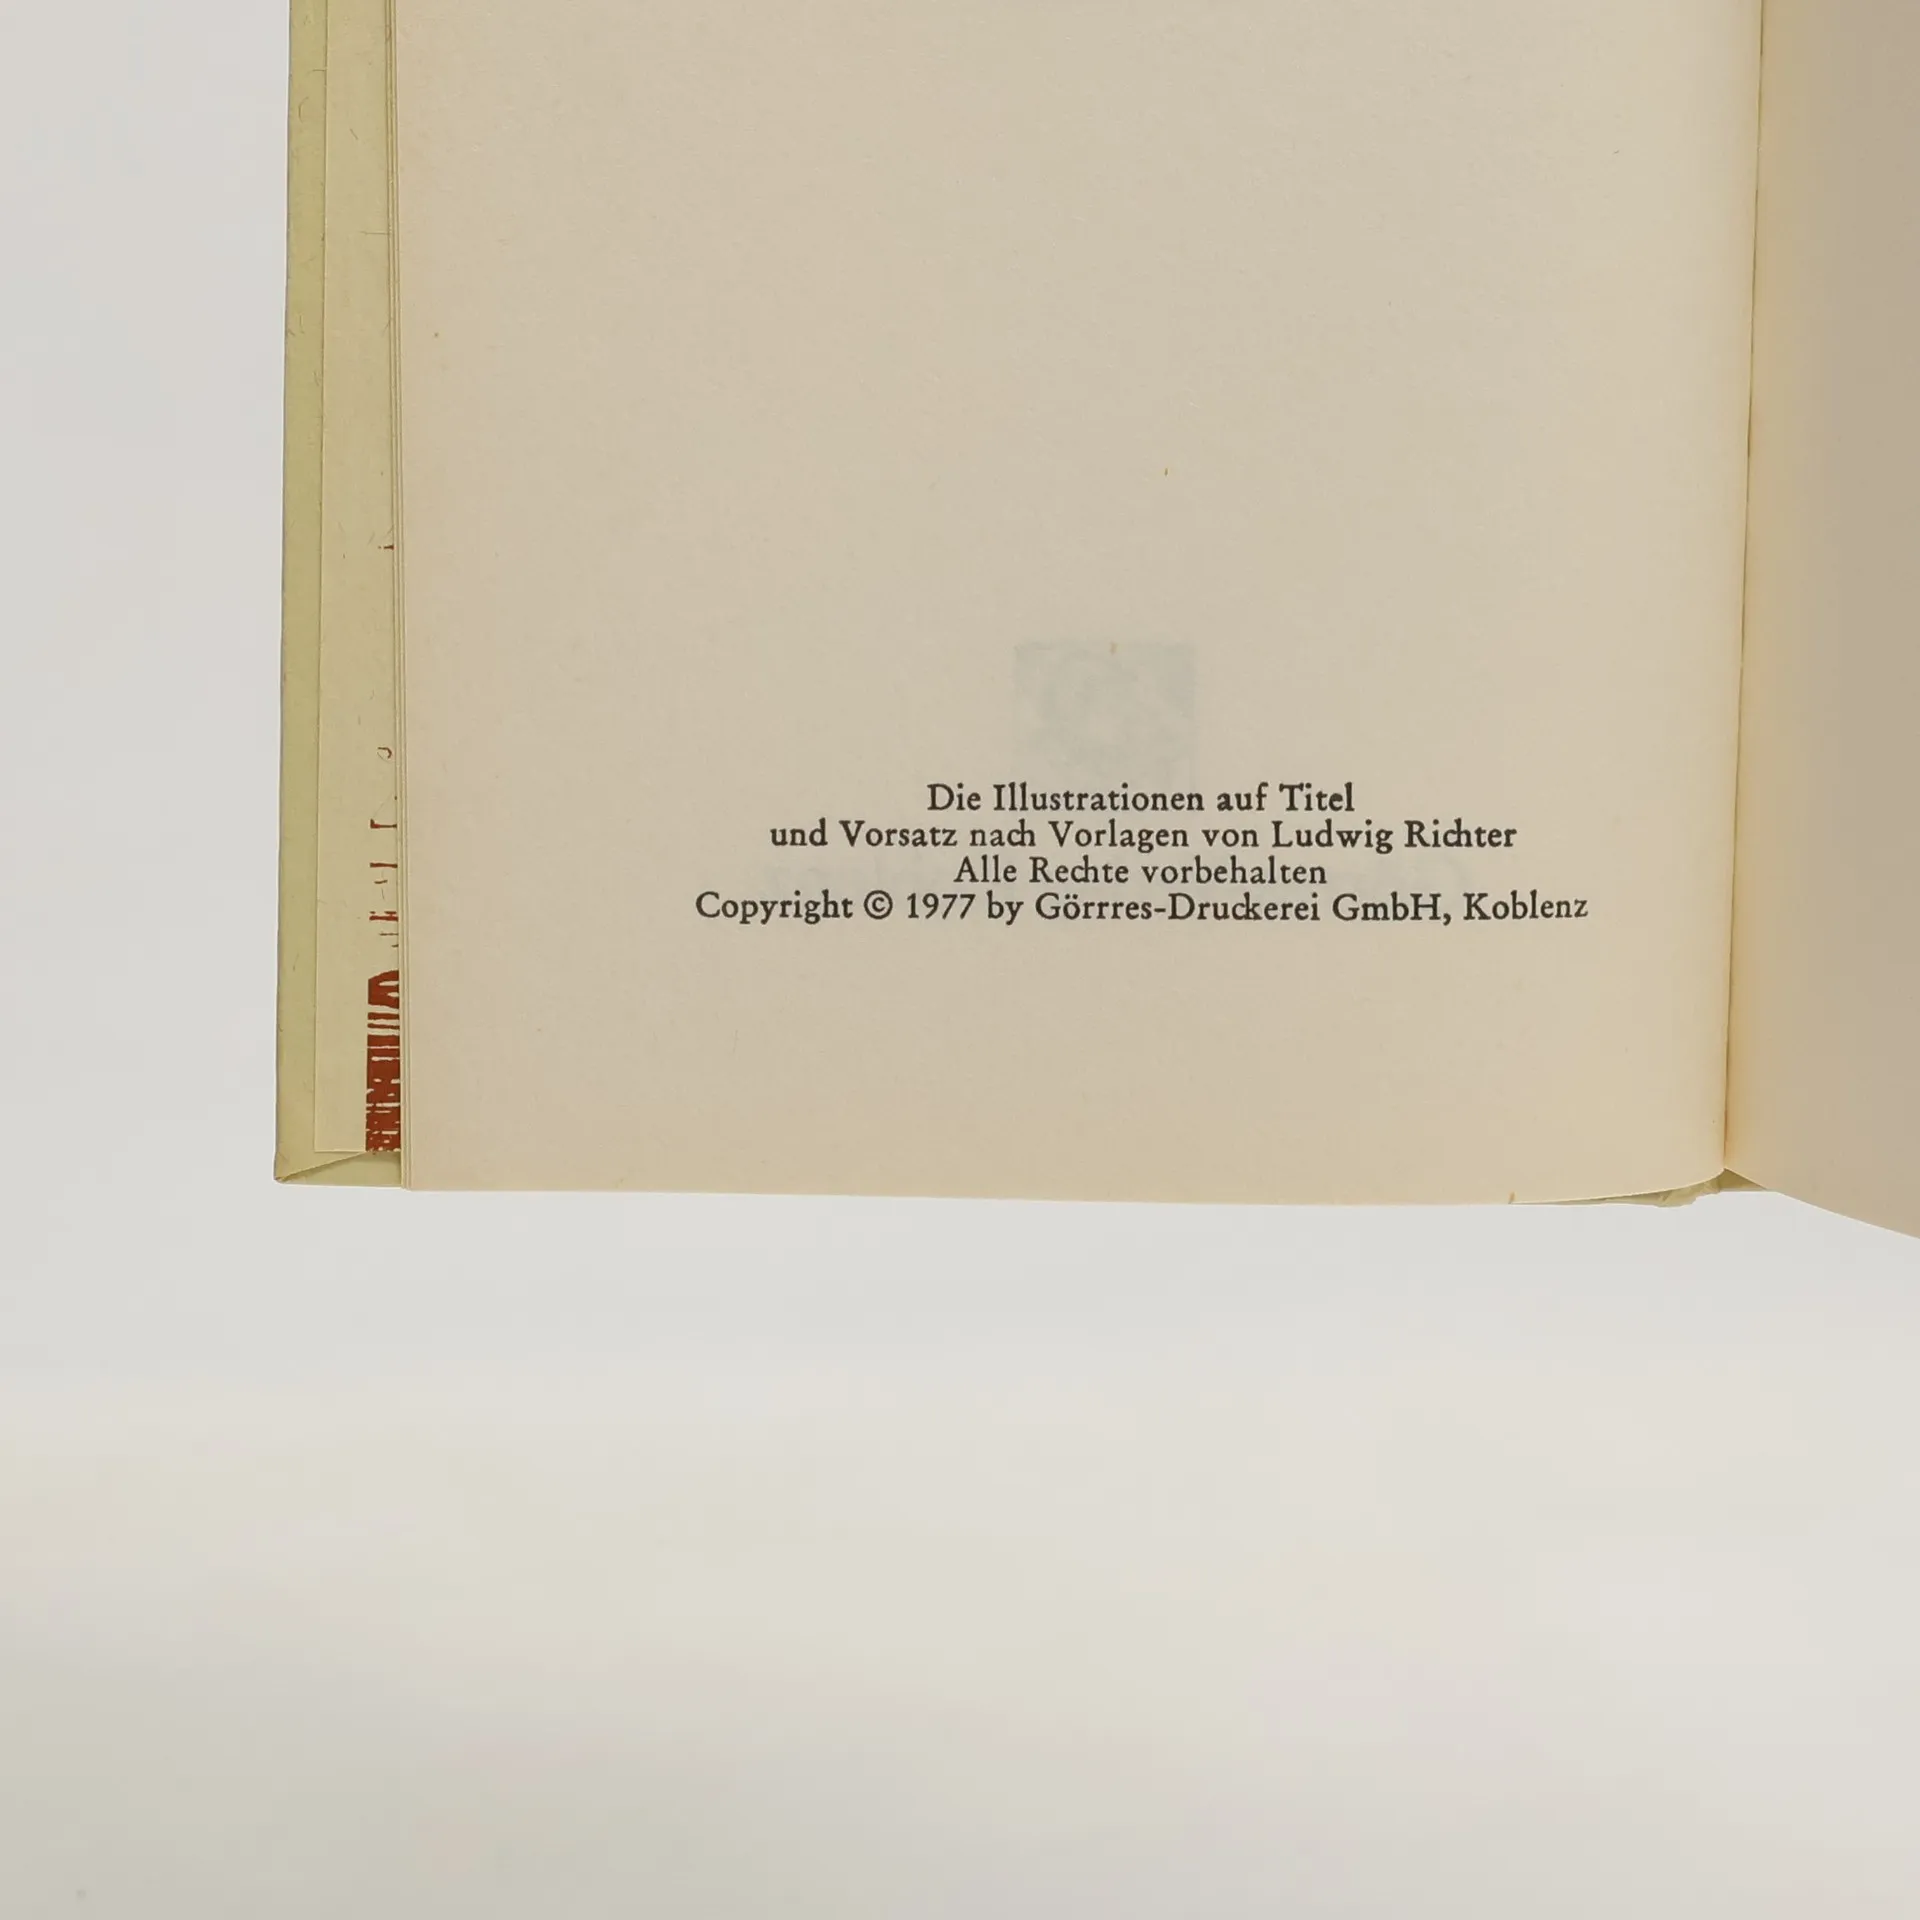 Die Illustrationen auf Titel
und Vorsatz nach Vorlagen von Ludwig Richter
Alle Rechte vorbehalten
Copyright © 1977 by Görrres-Druckerei GmbH, Koblenz